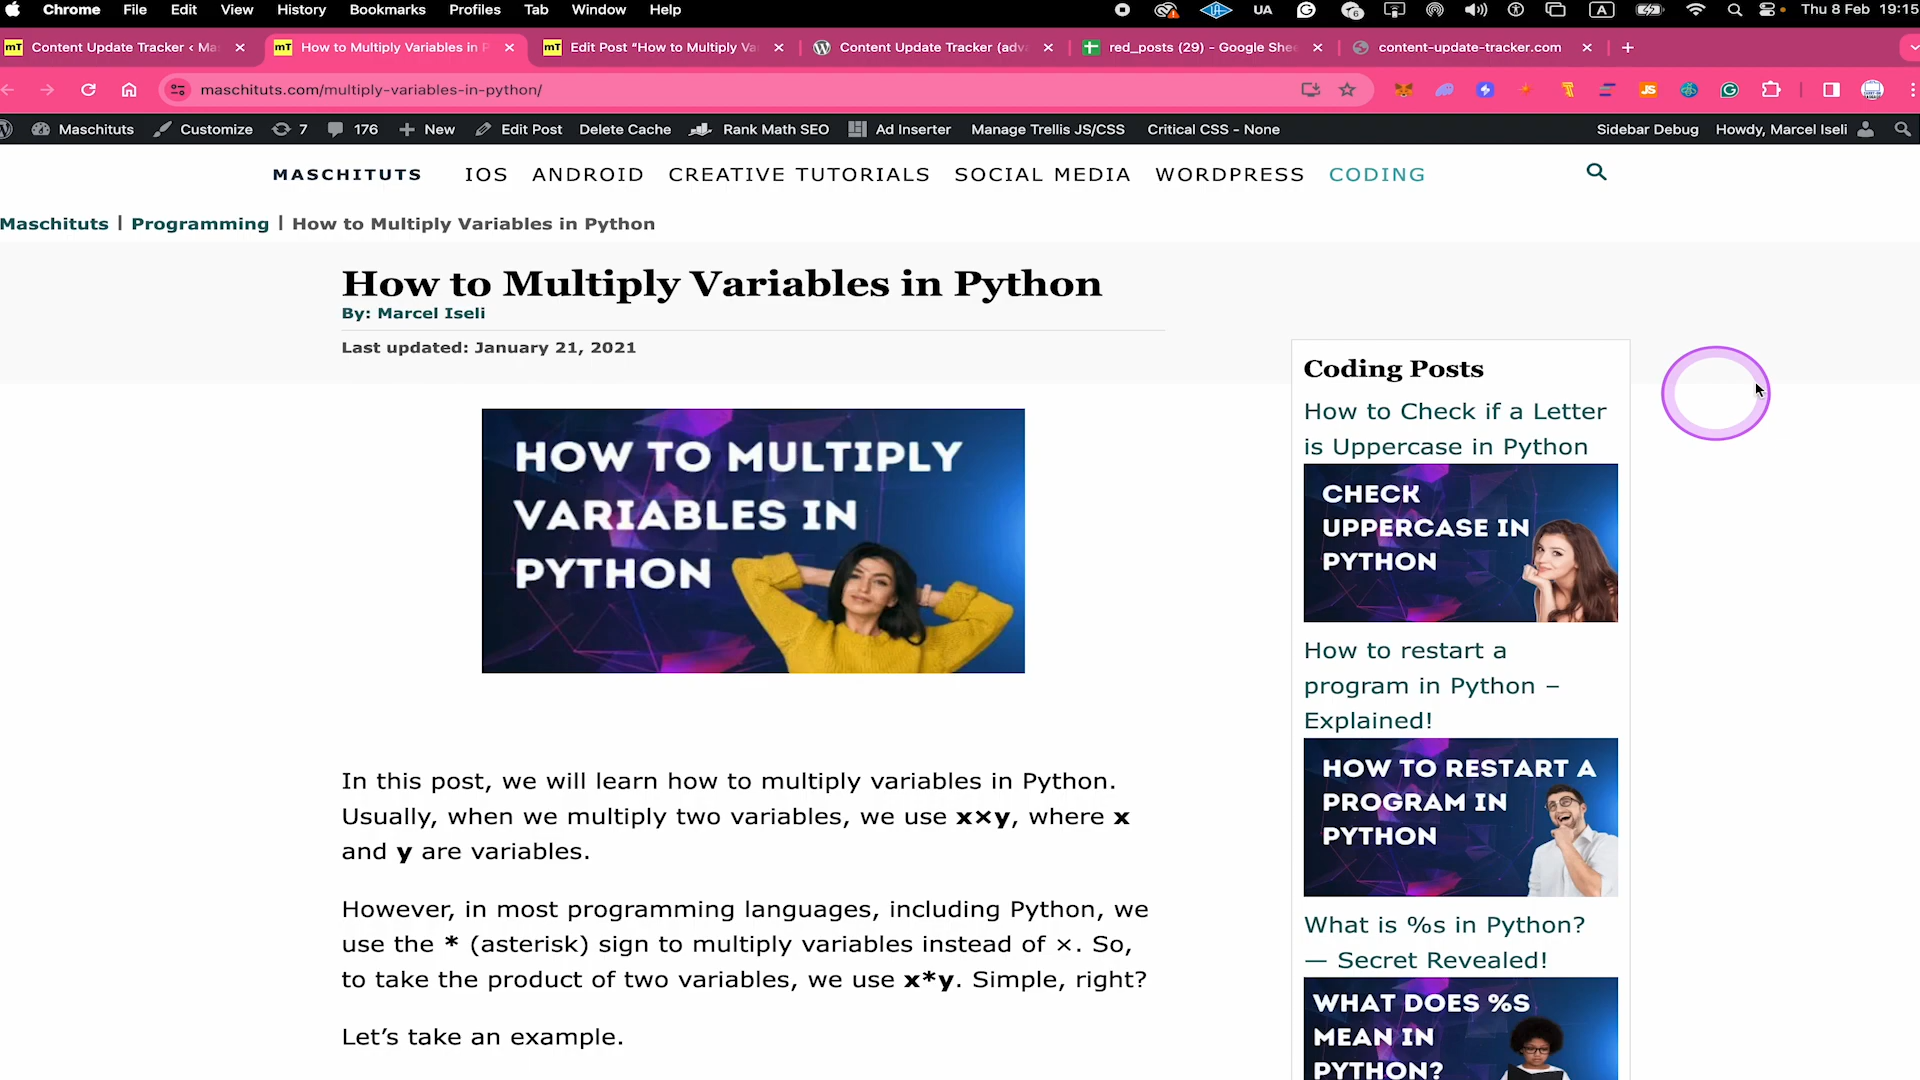 Chrome File Edit View History Bookmarks Profiles Tab Window Help UA 6 A Thu 8 Feb 19:15
mT Content Update Tracker ‹ Ma
mT How to Multiply Variables in P
mT Edit Post “How to Multiply Va
Content Update Tracker (adv
red_posts (29) - Google She
content-update-tracker.com
maschituts.com/multiply-variables-in-python/
JS
Maschituts Customize 7 176 New Edit Post Delete Cache Rank Math SEO Ad Inserter Manage Trellis JS/CSS Critical CSS - None Sidebar Debug Howdy, Marcel Iseli
MASCHITUTS IOS ANDROID CREATIVE TUTORIALS SOCIAL MEDIA WORDPRESS CODING
Maschituts | Programming | How to Multiply Variables in Python
How to Multiply Variables in Python
By: Marcel Iseli
Last updated: January 21, 2021
HOW TO MULTIPLY
VARIABLES IN
PYTHON
In this post, we will learn how to multiply variables in Python.
Usually, when we multiply two variables, we use x×y, where x
and y are variables.
However, in most programming languages, including Python, we
use the * (asterisk) sign to multiply variables instead of ×. So,
to take the product of two variables, we use x*y. Simple, right?
Let’s take an example.
Coding Posts
How to Check if a Letter
is Uppercase in Python
CHECK
UPPERCASE IN
PYTHON
How to restart a
program in Python –
Explained!
HOW TO RESTART A
PROGRAM IN
PYTHON
What is %s in Python?
— Secret Revealed!
WHAT DOES %S
MEAN IN
PYTHON?